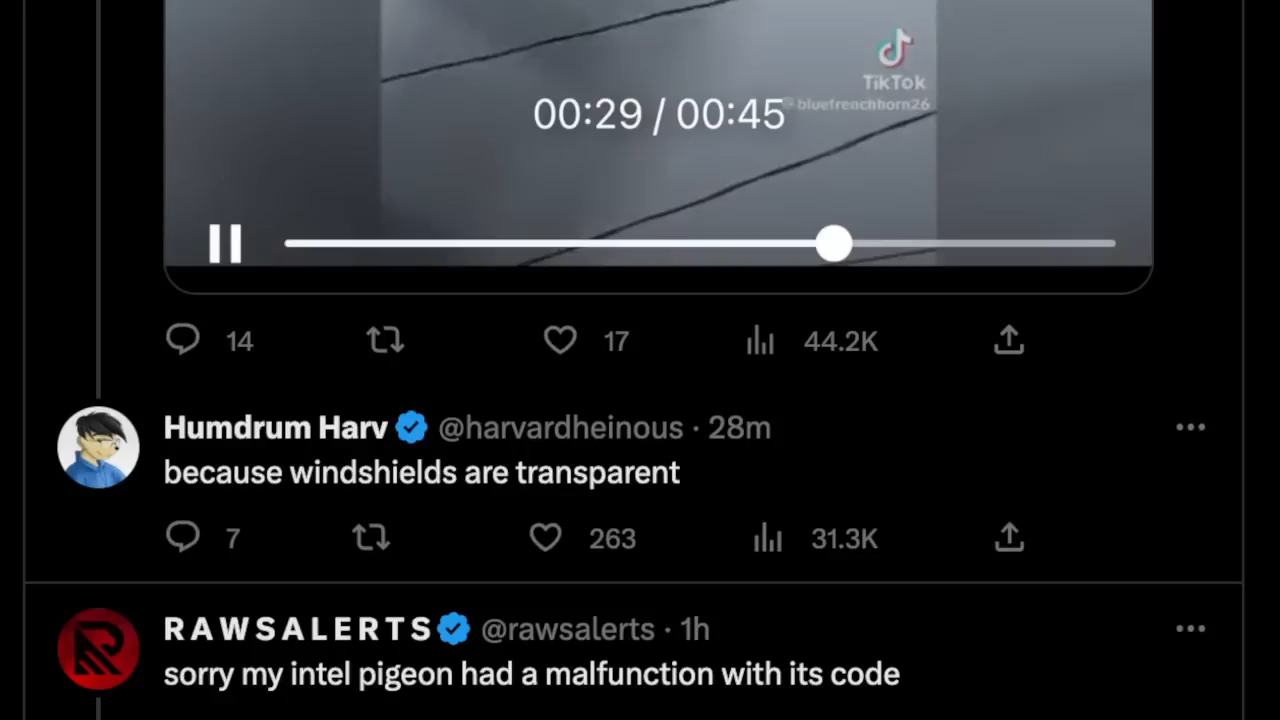 TikTok
00:29 / 00:45
@bluefrenchhorn26
14 17 44.2K
Humdrum Harv @harvardheinous · 28m
because windshields are transparent
7 263 31.3K
RAWSALERTS @rawsalerts · 1h
sorry my intel pigeon had a malfunction with its code